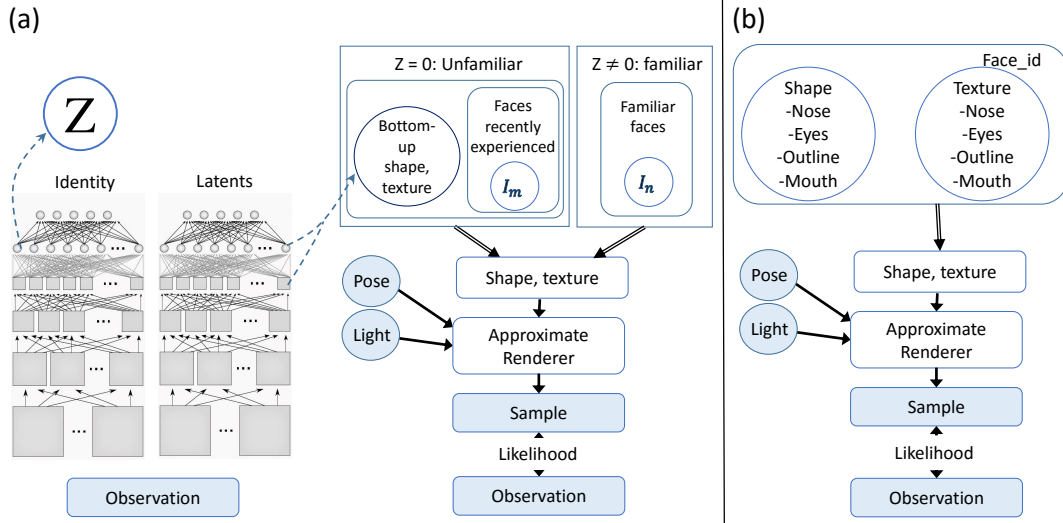 (a)
Z
Identity
Latents
...
...
...
...
...
...
...
...
Observation
Z = 0: Unfamiliar
Bottom-
up
shape,
texture
Faces
recently
experienced
Iₘ
Z ≠ 0: familiar
Familiar
faces
Iₙ
Shape, texture
Pose
Light
Approximate
Renderer
Sample
Likelihood
Observation
(b)
Face_id
Shape
-Nose
-Eyes
-Outline
-Mouth
Texture
-Nose
-Eyes
-Outline
-Mouth
Shape, texture
Pose
Light
Approximate
Renderer
Sample
Likelihood
Observation